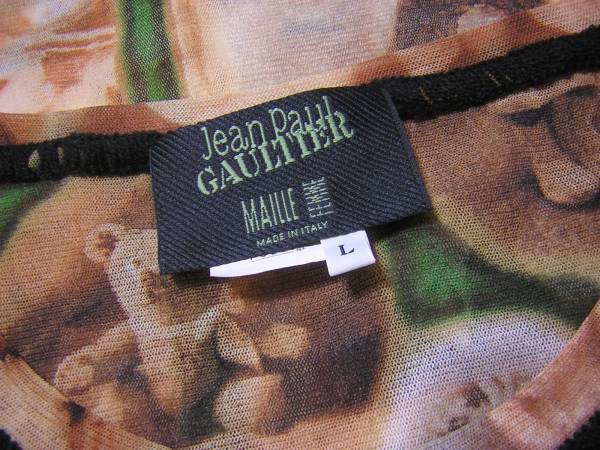 Jean Paul
GAULTIER
MAILLE FEMME
MADE IN ITALY
L